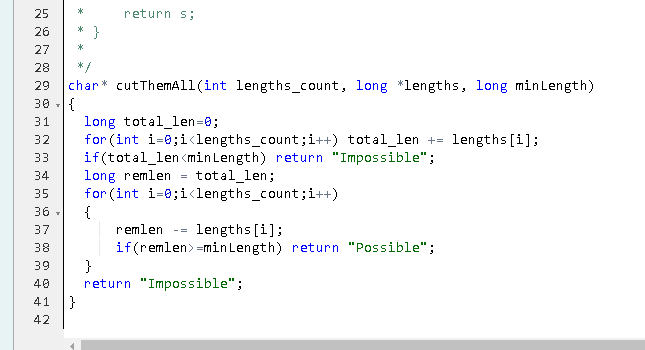 25  *     return s;
26  * }
27  *
28  */
29 char* cutThemAll(int lengths_count, long *lengths, long minLength)
30 {
31   long total_len=0;
32   for(int i=0;i<lengths_count;i++) total_len += lengths[i];
33   if(total_len<minLength) return "Impossible";
34   long remlen = total_len;
35   for(int i=0;i<lengths_count;i++)
36   {
37       remlen -= lengths[i];
38       if(remlen>=minLength) return "Possible";
39   }
40   return "Impossible";
41 }
42